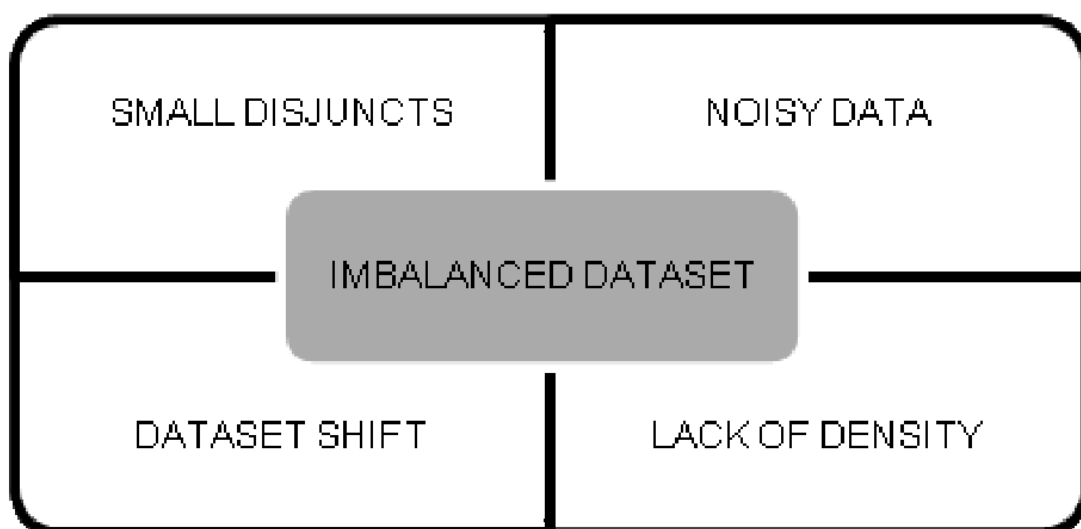 SMALL DISJUNCTS
NOISY DATA
IMBALANCED DATASET
DATASET SHIFT
LACK OF DENSITY